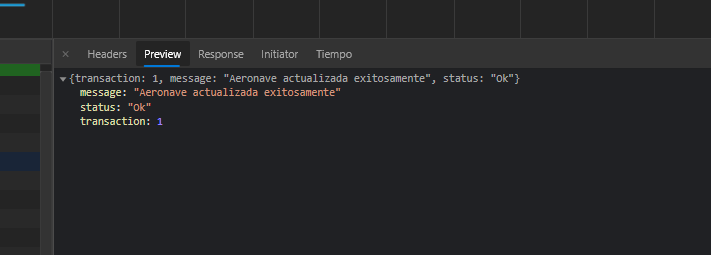 × Headers Preview Response Initiator Tiempo
{transaction: 1, message: "Aeronave actualizada exitosamente", status: "Ok"}
message: "Aeronave actualizada exitosamente"
status: "Ok"
transaction: 1